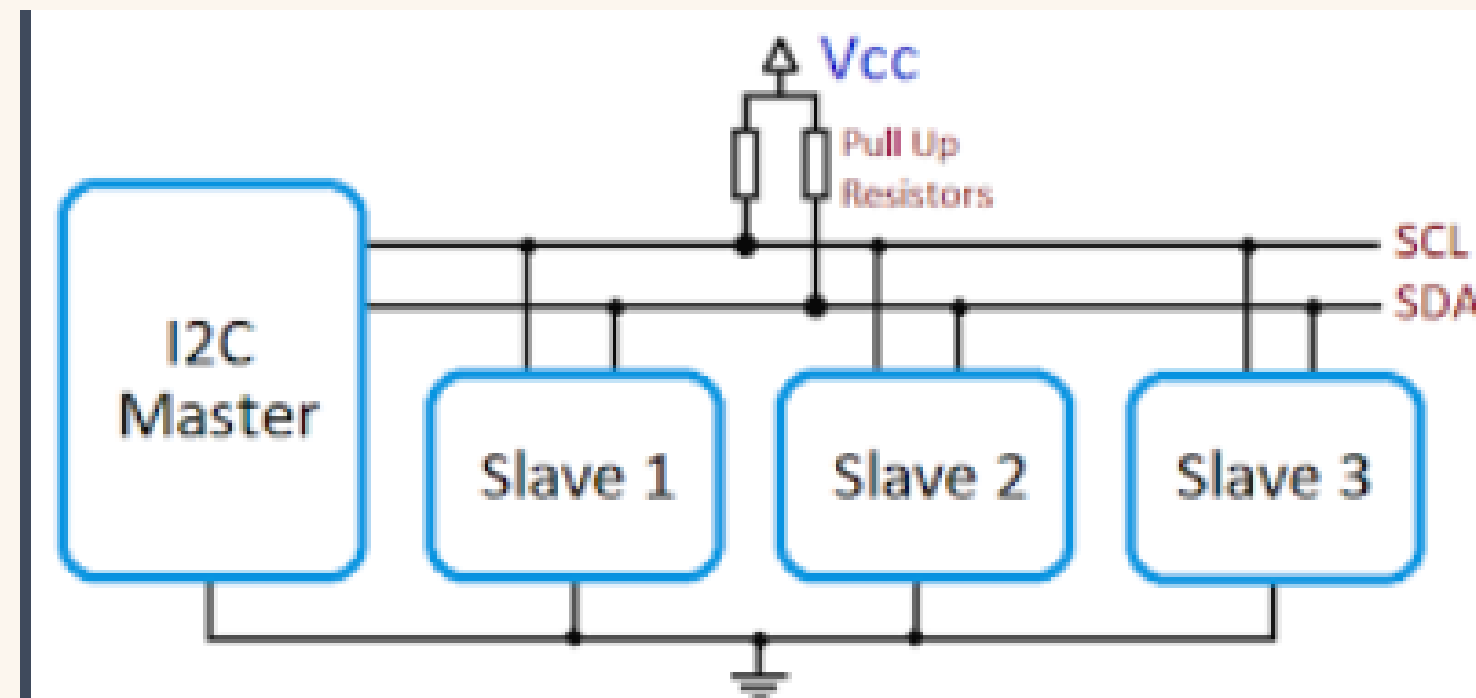 Vcc
Pull Up
Resistors
SCL
SDA
I2C
Master
Slave 1
Slave 2
Slave 3